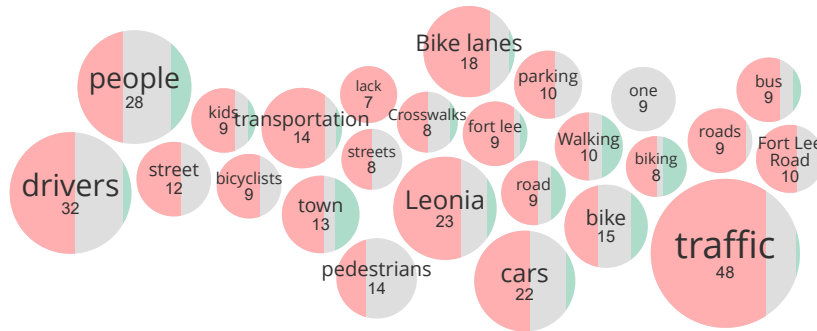 Bike lanes
18
people
28
parking
10
bus
9
lack
7
one
9
kids
9
transportation
14
Crosswalks
8
fort lee
9
Walking
10
roads
9
Fort Lee
Road
10
streets
8
biking
8
street
12
bicyclists
9
drivers
32
road
9
Leonia
23
town
13
bike
15
traffic
48
pedestrians
14
cars
22